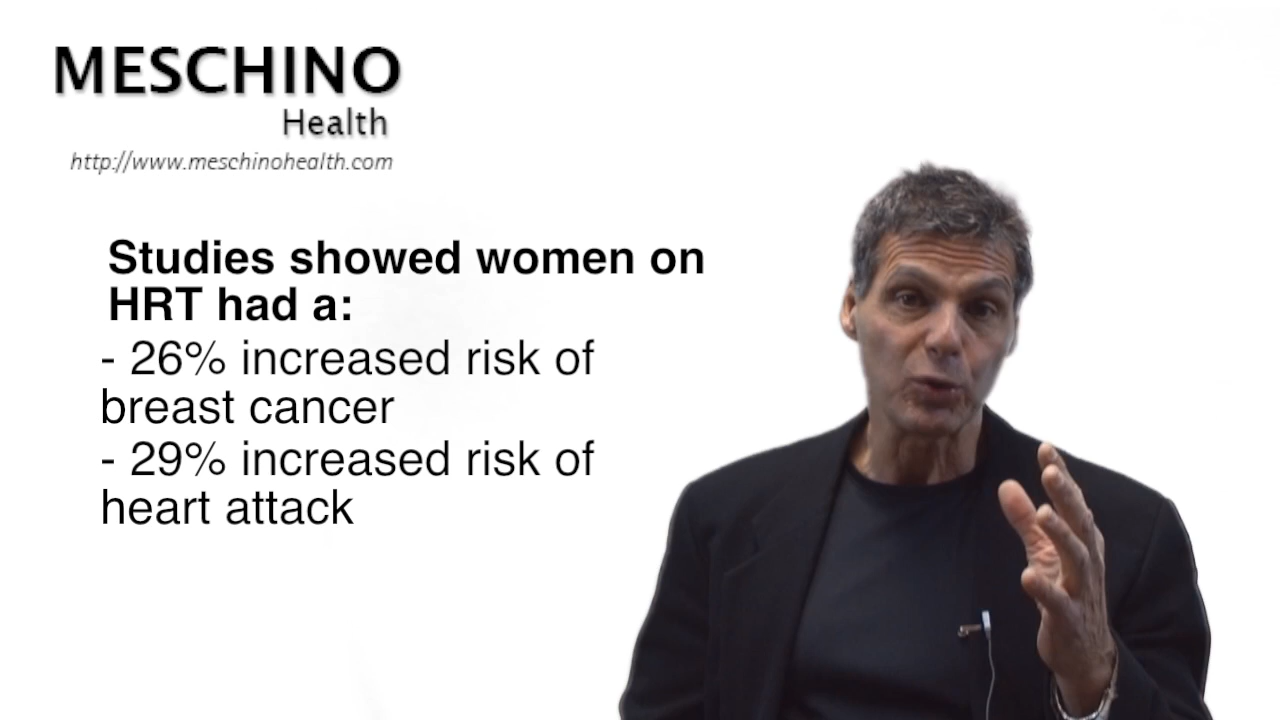 MESCHINO
Health
http://www.meschinohealth.com
Studies showed women on
HRT had a:
- 26% increased risk of
breast cancer
- 29% increased risk of
heart attack